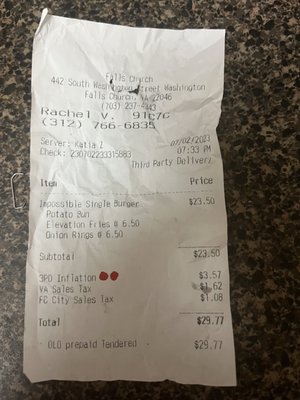 Falls Church
442 South Washington Street Washington
Falls Church, VA 22046
(703) 237-4343
Rachel V. 91c7c
(312) 766-6835
Server: Katia Z 07/02/2023
Check: 230702233315883 07:33 PM
Third Party Delivery
Item Price
Impossible Single Burger $23.50
Potato Bun
Elevation Fries @ 6.50
Onion Rings @ 6.50
Subtotal $23.50
3PD Inflation $3.57
VA Sales Tax $1.62
FC City Sales Tax $1.08
Total $29.77
OLO prepaid Tendered $29.77